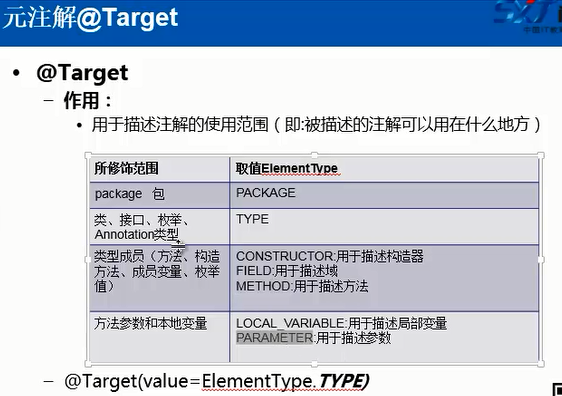 元注解@Target
SXT
• @Target
– 作用：
• 用于描述注解的使用范围（即:被描述的注解可以用在什么地方）
所修饰范围 取值ElementType
package 包 PACKAGE
类、接口、枚举、 TYPE
Annotation类型
类型成员（方法、构造 CONSTRUCTOR:用于描述构造器
方法、成员变量、枚举 FIELD:用于描述域
值） METHOD:用于描述方法
方法参数和本地变量 LOCAL_VARIABLE:用于描述局部变量
PARAMETER:用于描述参数
– @Target(value=ElementType.TYPE)